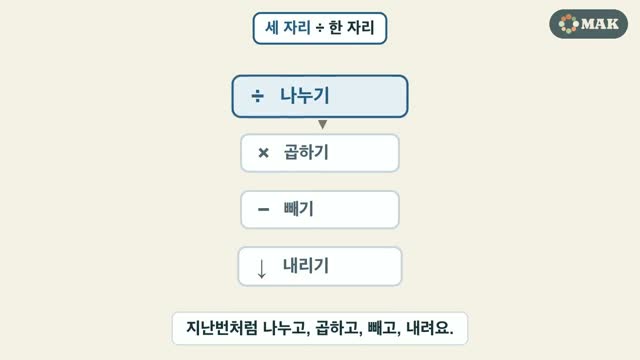 세 자리 ÷ 한 자리
MAK
÷ 나누기
× 곱하기
− 빼기
↓ 내리기
지난번처럼 나누고, 곱하고, 빼고, 내려요.